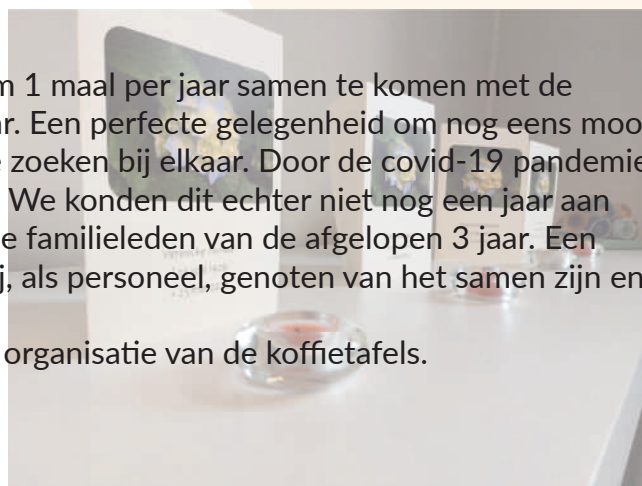 1 maal per jaar samen te komen met de
Een perfecte gelegenheid om nog eens
zoeken bij elkaar. Door de covid-19 pandemie
We konden dit echter niet nog een jaar aan
familieleden van de afgelopen 3 jaar. Een
als personeel, genoten van het samen zijn en
organisatie van de koffietafels.